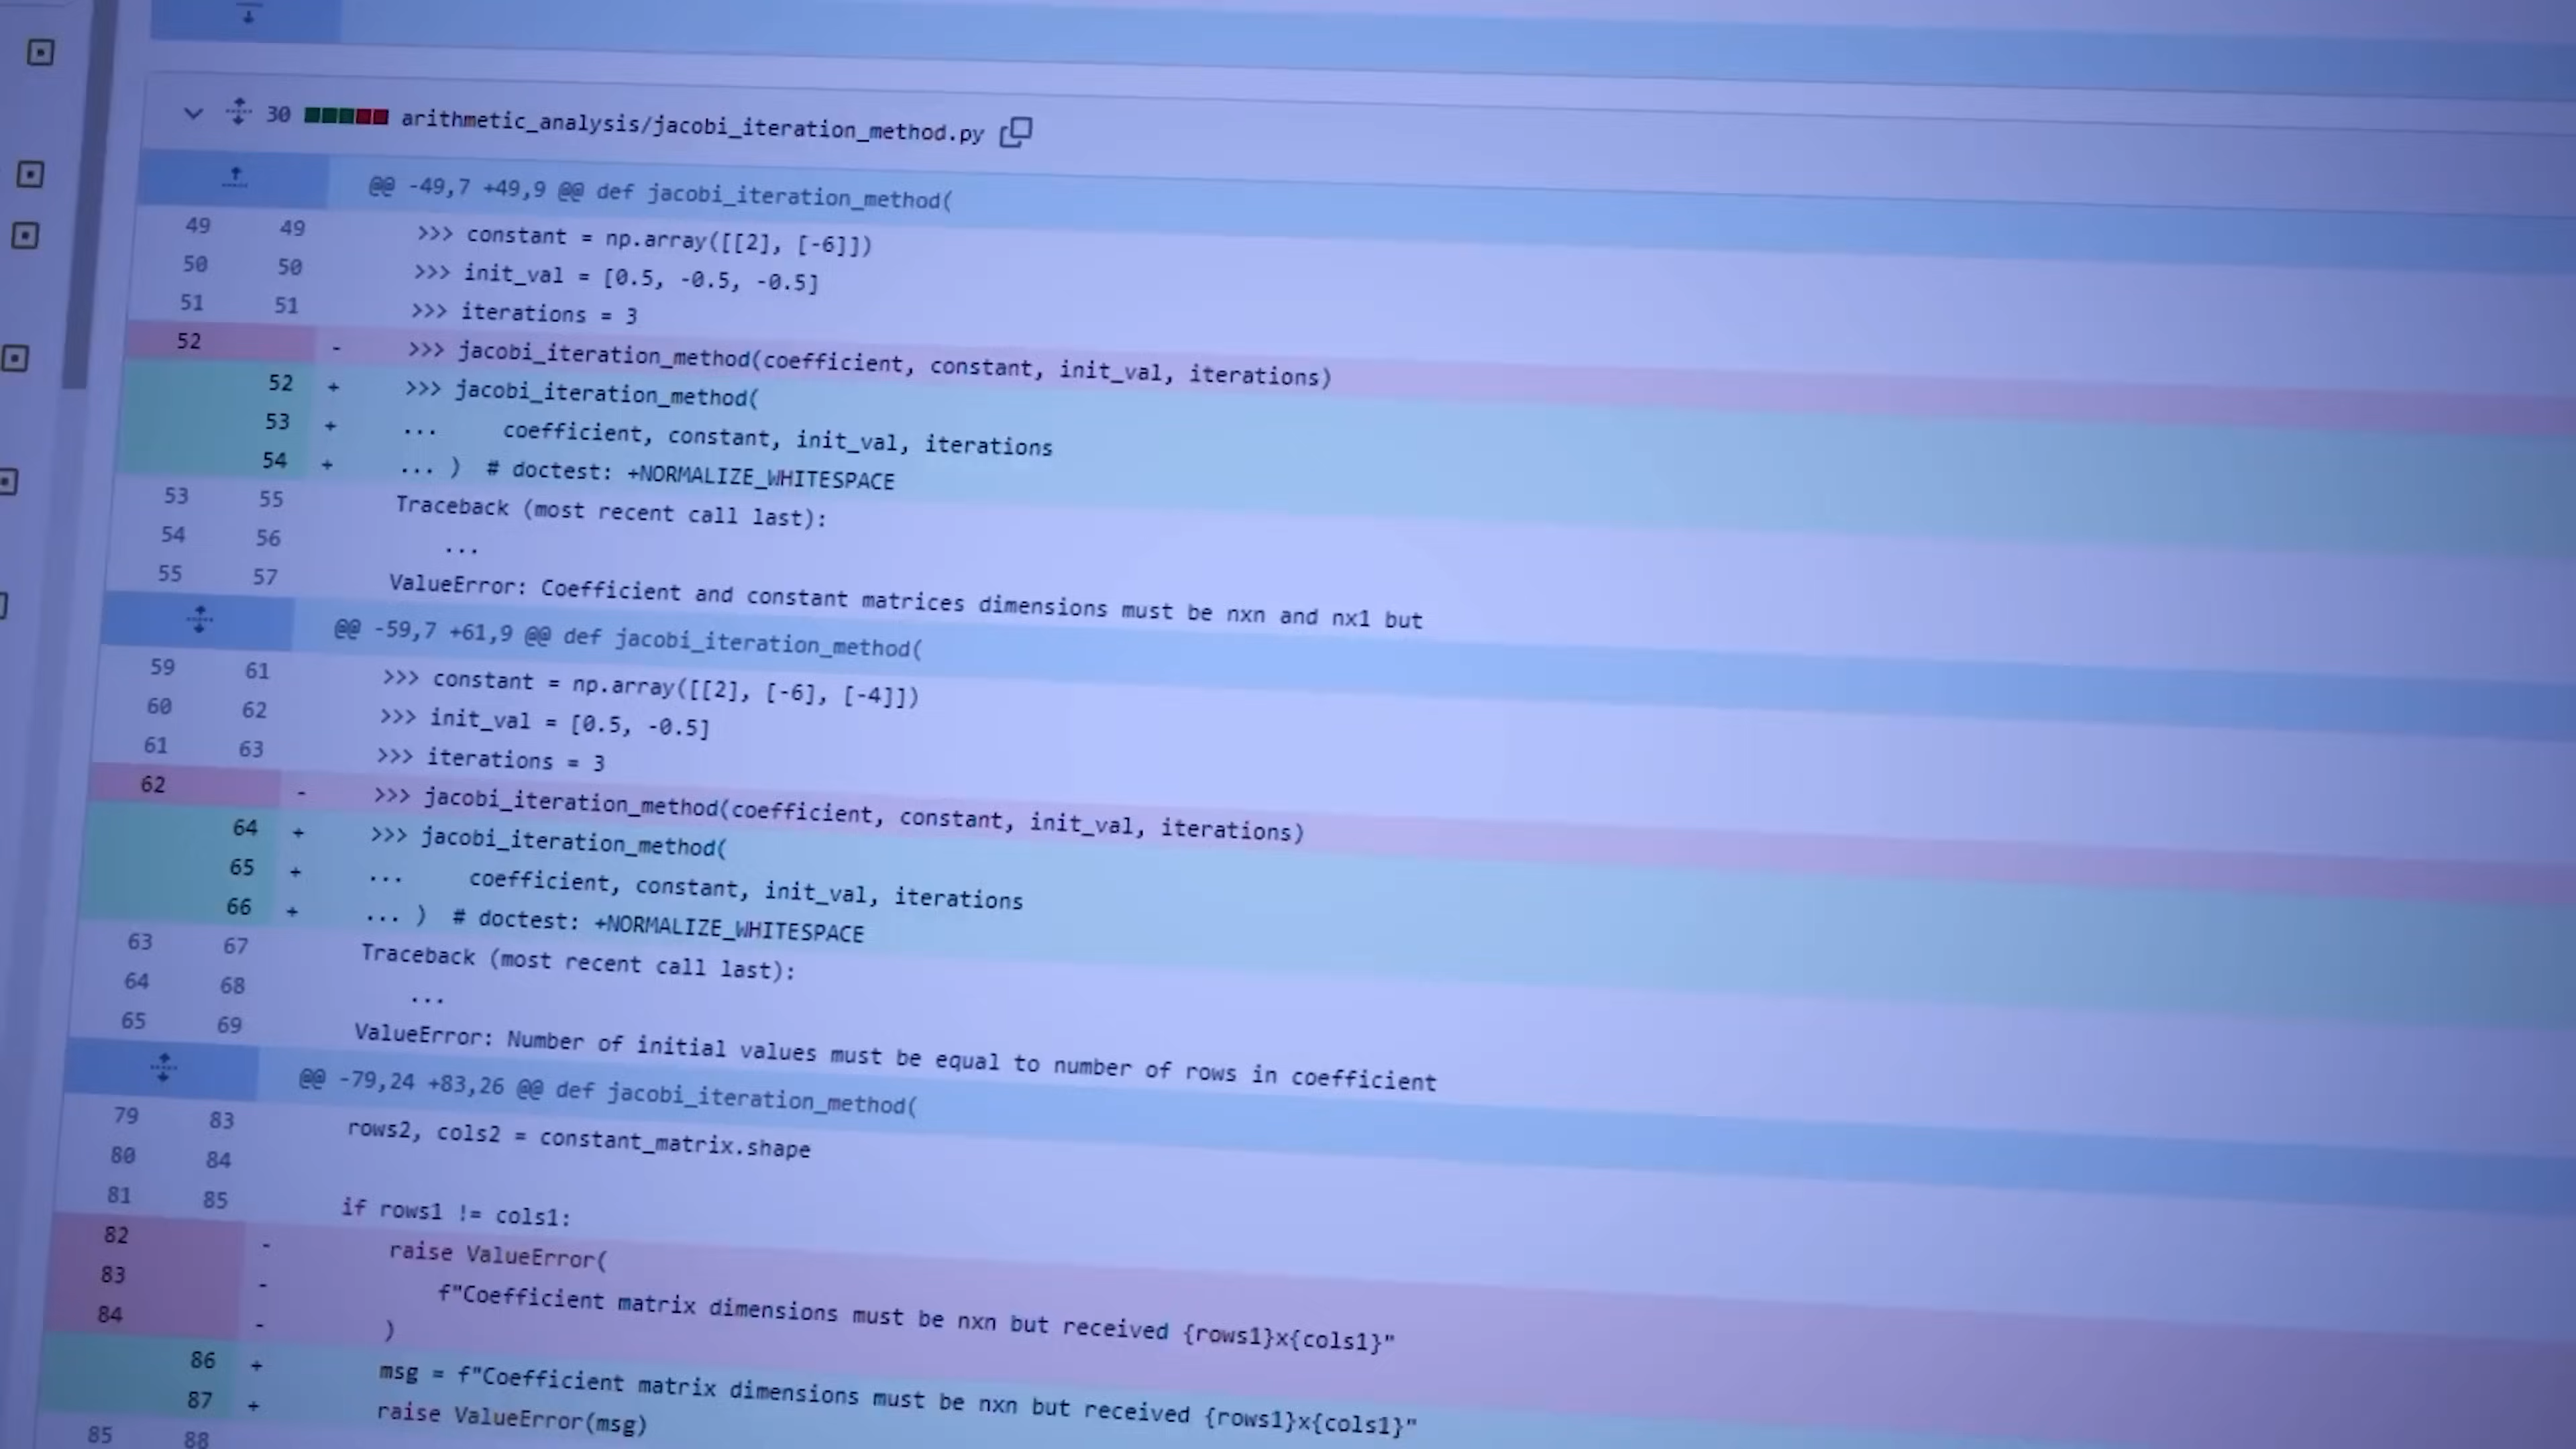 30 arithmetic_analysis/jacobi_iteration_method.py
@@ -49,7 +49,9 @@ def jacobi_iteration_method(
49 49 >>> constant = np.array([[2], [-6]])
50 50 >>> init_val = [0.5, -0.5, -0.5]
51 51 >>> iterations = 3
52 - >>> jacobi_iteration_method(coefficient, constant, init_val, iterations)
52 + >>> jacobi_iteration_method(
53 + ... coefficient, constant, init_val, iterations
54 + ... ) # doctest: +NORMALIZE_WHITESPACE
53 55 Traceback (most recent call last):
54 56 ...
55 57 ValueError: Coefficient and constant matrices dimensions must be nxn and nx1 but
@@ -59,7 +61,9 @@ def jacobi_iteration_method(
59 61 >>> constant = np.array([[2], [-6], [-4]])
60 62 >>> init_val = [0.5, -0.5]
61 63 >>> iterations = 3
62 - >>> jacobi_iteration_method(coefficient, constant, init_val, iterations)
64 + >>> jacobi_iteration_method(
65 + ... coefficient, constant, init_val, iterations
66 + ... ) # doctest: +NORMALIZE_WHITESPACE
63 67 Traceback (most recent call last):
64 68 ...
65 69 ValueError: Number of initial values must be equal to number of rows in coefficient
@@ -79,24 +83,26 @@ def jacobi_iteration_method(
79 83 rows2, cols2 = constant_matrix.shape
80 84
81 85 if rows1 != cols1:
82 - raise ValueError(
83 - f"Coefficient matrix dimensions must be nxn but received {rows1}x{cols1}"
84 - )
86 + msg = f"Coefficient matrix dimensions must be nxn but received {rows1}x{cols1}"
87 + raise ValueError(msg)
85 88